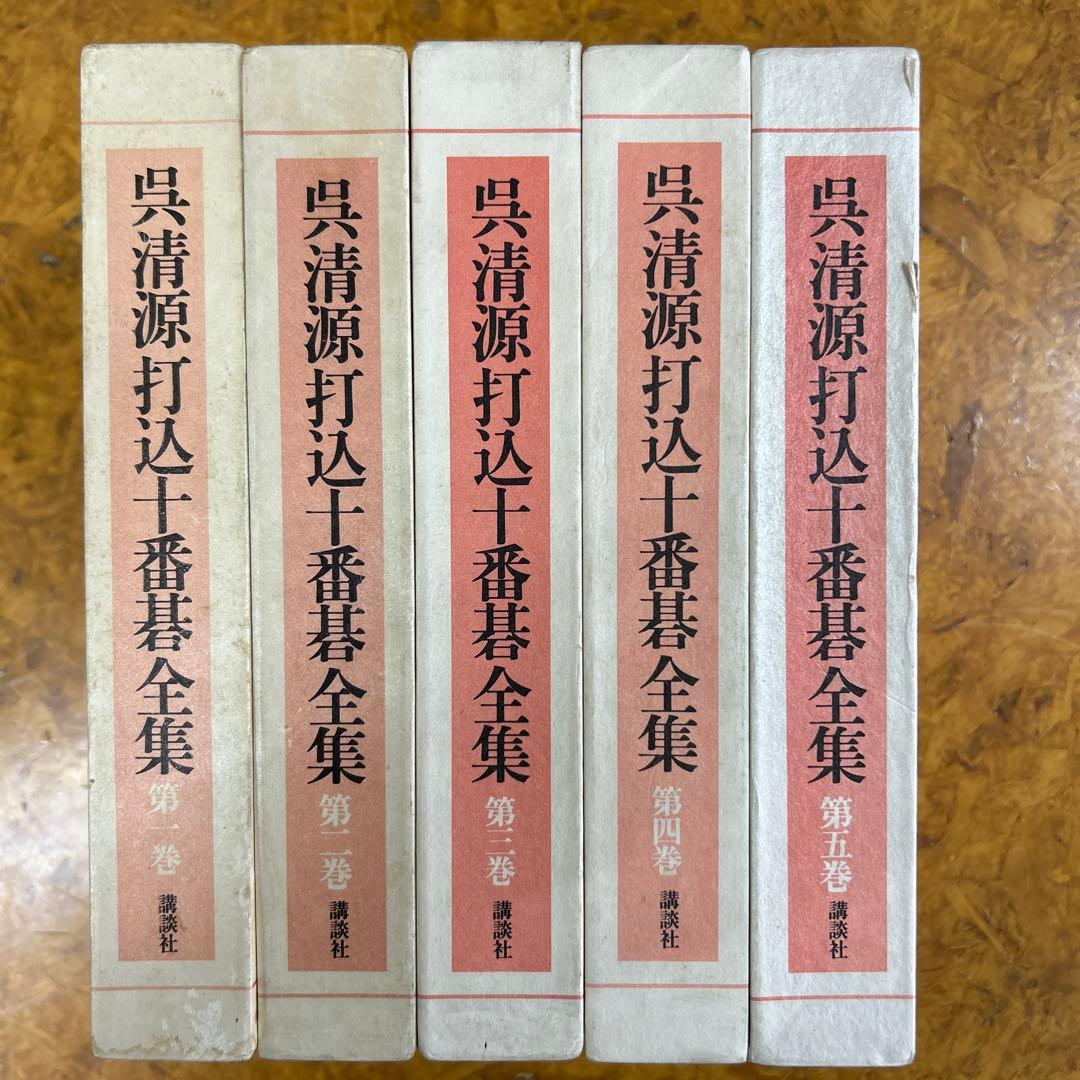 呉清源打込十番碁全集 第一巻 講談社
呉清源打込十番碁全集 第二巻 講談社
呉清源打込十番碁全集 第三巻 講談社
呉清源打込十番碁全集 第四巻 講談社
呉清源打込十番碁全集 第五巻 講談社